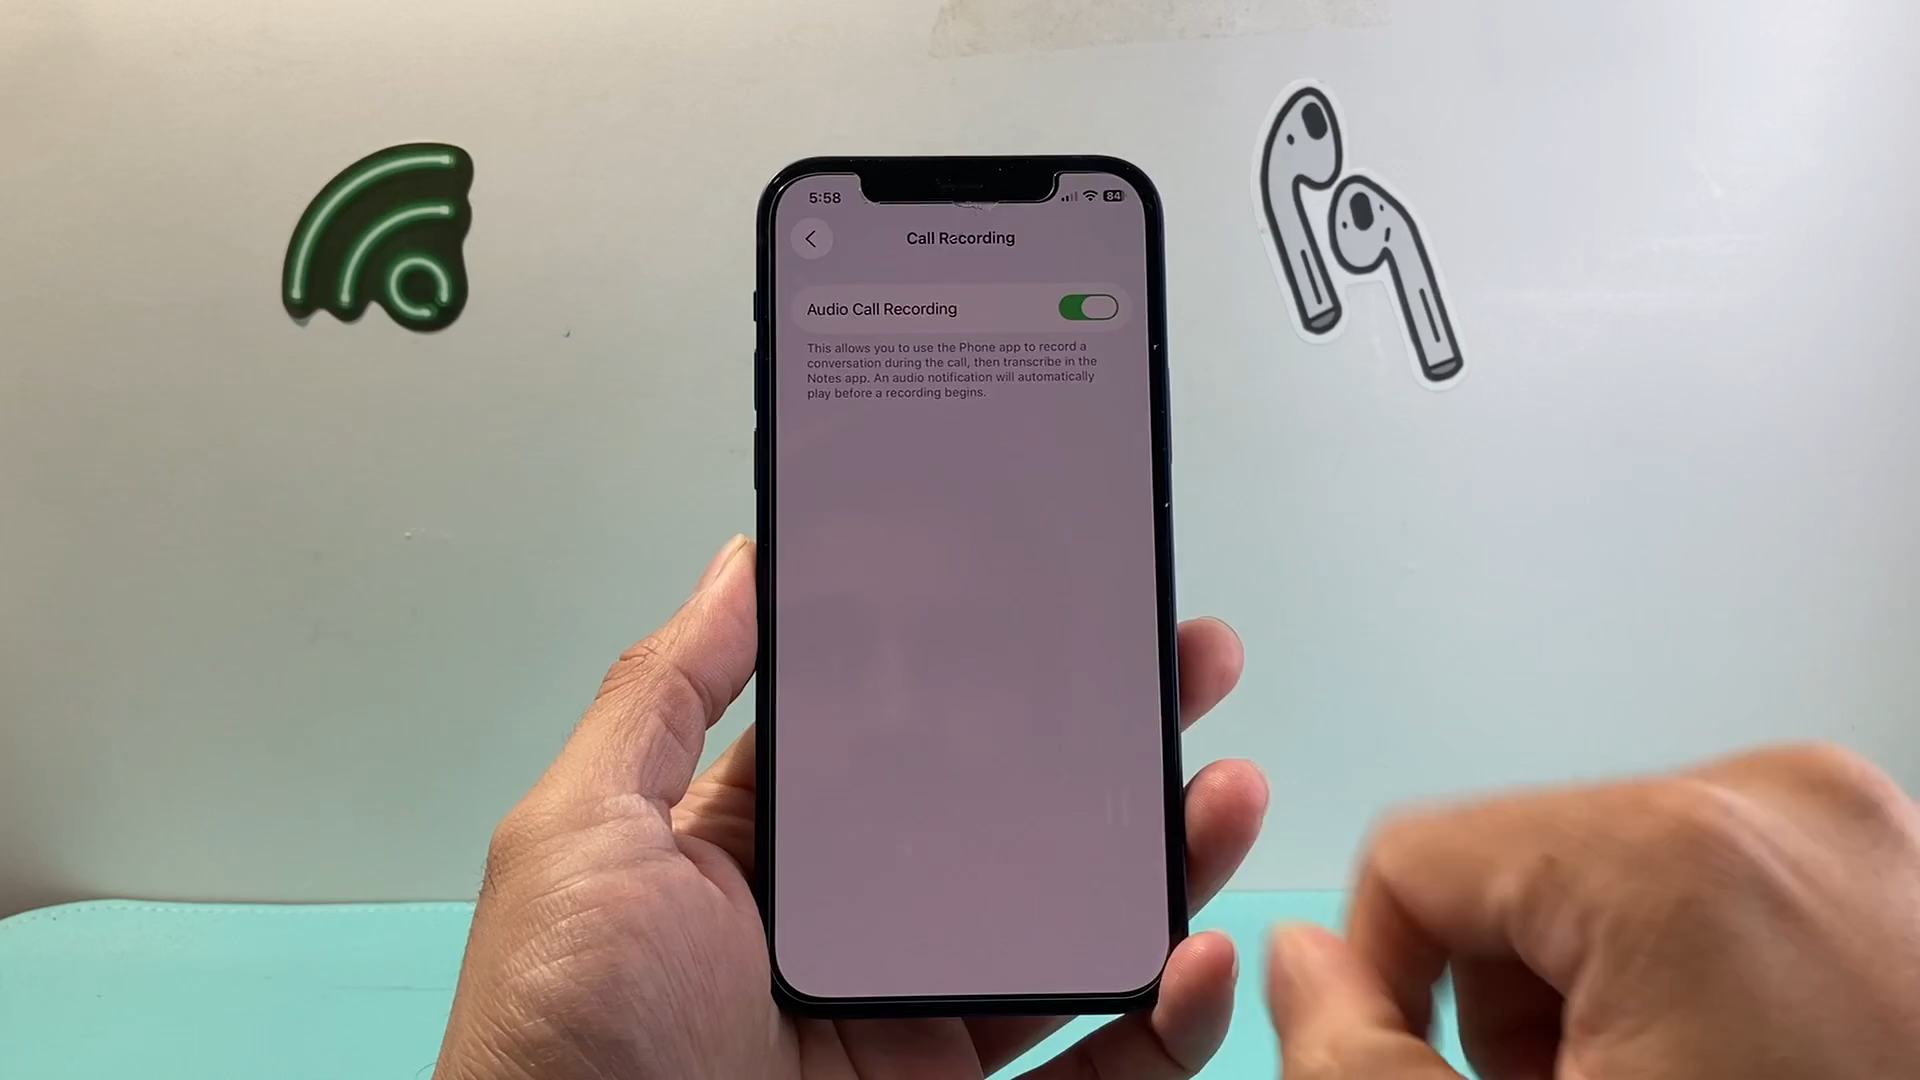 5:58
84
Call Recording
Audio Call Recording
This allows you to use the Phone app to record a
conversation during the call, then transcribe in the
Notes app. An audio notification will automatically
play before a recording begins.